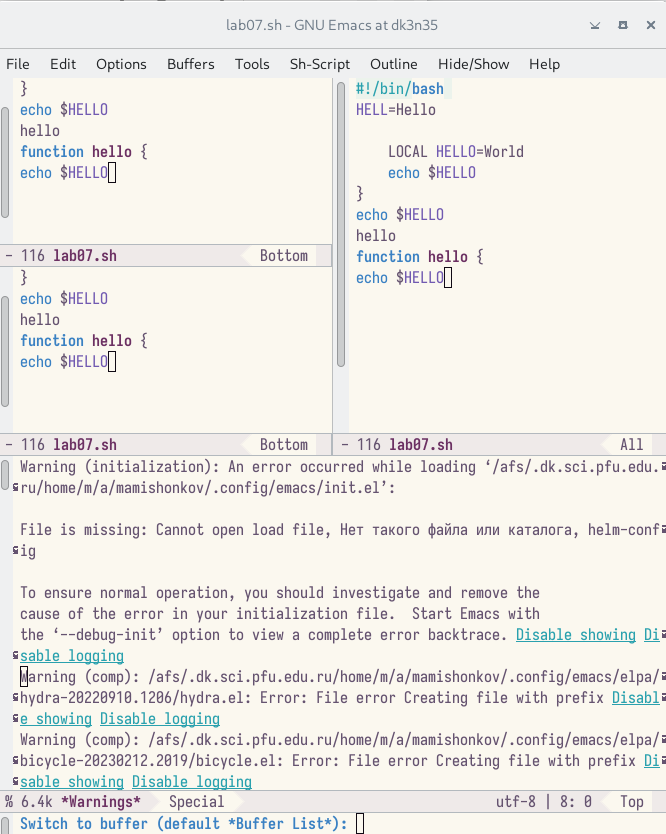 lab07.sh - GNU Emacs at dk3n35
File Edit Options Buffers Tools Sh-Script Outline Hide/Show Help
}
echo $HELLO
hello
function hello {
echo $HELLO
- 116 lab07.sh Bottom
}
echo $HELLO
hello
function hello {
echo $HELLO
- 116 lab07.sh Bottom
#!/bin/bash
HELL=Hello
LOCAL HELLO=World
echo $HELLO
}
echo $HELLO
hello
function hello {
echo $HELLO
- 116 lab07.sh All
Warning (initialization): An error occurred while loading ‘/afs/.dk.sci.pfu.edu.
ru/home/m/a/mamishonkov/.config/emacs/init.el’:
File is missing: Cannot open load file, Нет такого файла или каталога, helm-conf
ig
To ensure normal operation, you should investigate and remove the
cause of the error in your initialization file.  Start Emacs with
the ‘--debug-init’ option to view a complete error backtrace. Disable showing Di
sable logging
Warning (comp): /afs/.dk.sci.pfu.edu.ru/home/m/a/mamishonkov/.config/emacs/elpa/
hydra-20220910.1206/hydra.el: Error: File error Creating file with prefix Disabl
e showing Disable logging
Warning (comp): /afs/.dk.sci.pfu.edu.ru/home/m/a/mamishonkov/.config/emacs/elpa/
bicycle-20230212.2019/bicycle.el: Error: File error Creating file with prefix Di
sable showing Disable logging
% 6.4k *Warnings* Special utf-8 | 8: 0 Top
Switch to buffer (default *Buffer List*):